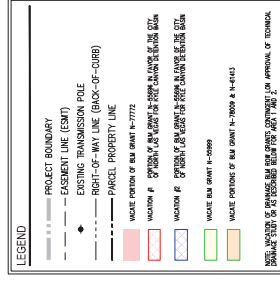 LEGEND
PROJECT BOUNDARY
EASEMENT LINE (ESMT)
EXISTING TRANSMISSION POLE
RIGHT-OF-WAY LINE (BACK-OF-CURB)
PARCEL PROPERTY LINE
VACATE PORTION OF BLM GRANT N-77772
VACATION #1 PORTION OF BLM GRANT N-55696 IN FAVOR OF THE CITY
OF NORTH LAS VEGAS FOR KYLE CANYON DETENTION BASIN
VACATION #2 PORTION OF BLM GRANT N-55696 IN FAVOR OF THE CITY
OF NORTH LAS VEGAS FOR KYLE CANYON DETENTION BASIN
VACATE BLM GRANT
VACATE PORTIONS OF BLM GRANT N-78009 & N-61413
NOTE: VACATION OF DRAINAGE BLM ROW GRANTS CONTINGENT UPON APPROVAL OF TECHNICAL
DRAINAGE STUDY OR AS DESCRIBED BELOW FOR AREA 1 AND 2.